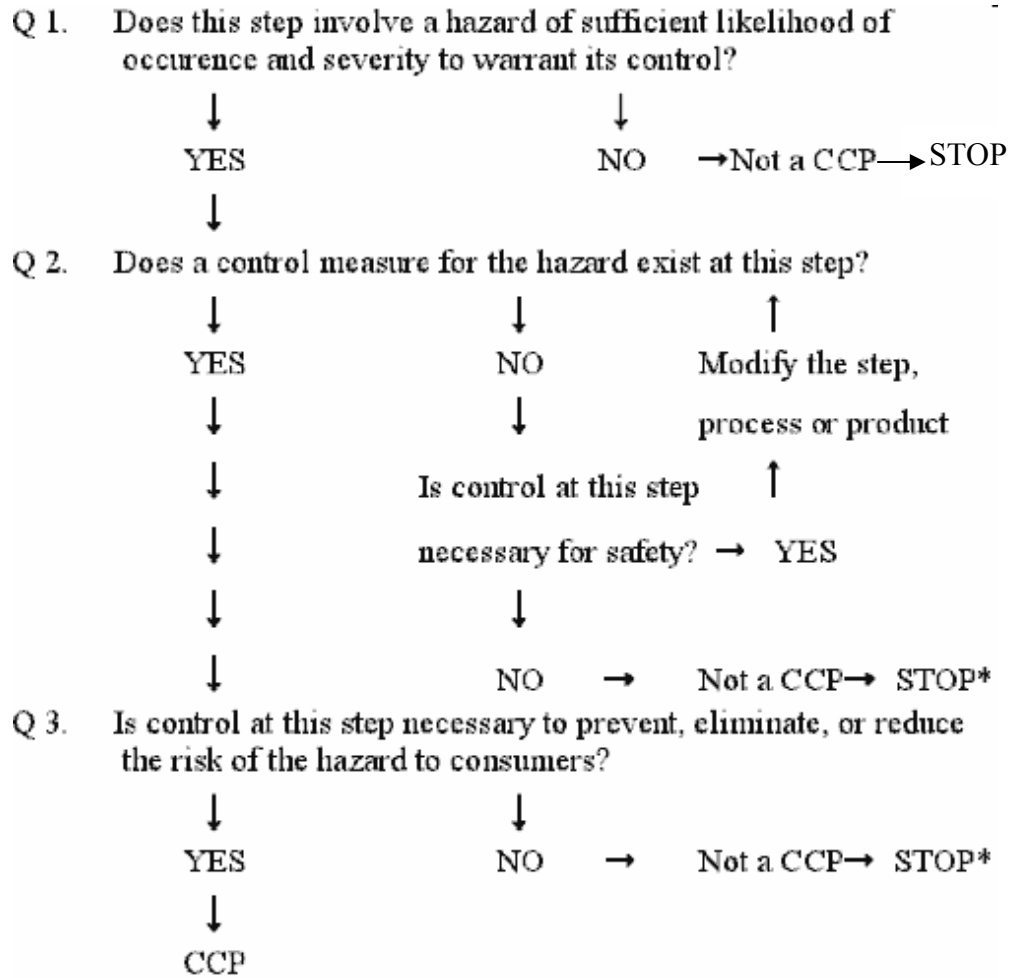 Q 1. Does this step involve a hazard of sufficient likelihood of
occurence and severity to warrant its control?
↓ ↓
YES NO →Not a CCP→STOP
↓
Q 2. Does a control measure for the hazard exist at this step?
↓ ↓ ↑
YES NO Modify the step,
↓ ↓ process or product
↓ Is control at this step ↑
↓ necessary for safety? → YES
↓ ↓
↓ NO → Not a CCP→ STOP*
Q 3. Is control at this step necessary to prevent, eliminate, or reduce
the risk of the hazard to consumers?
↓ ↓
YES NO → Not a CCP→ STOP*
↓
CCP